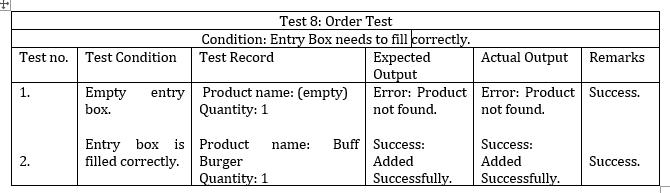 Test 8: Order Test
Condition: Entry Box needs to fill correctly.
Test no. Test Condition Test Record Expected Output Actual Output Remarks
1. Empty entry box. Product name: (empty) Quantity: 1 Error: Product not found. Error: Product not found. Success.
2. Entry box is filled correctly. Product name: Buff Burger Quantity: 1 Success: Added Successfully. Success: Added Successfully. Success.